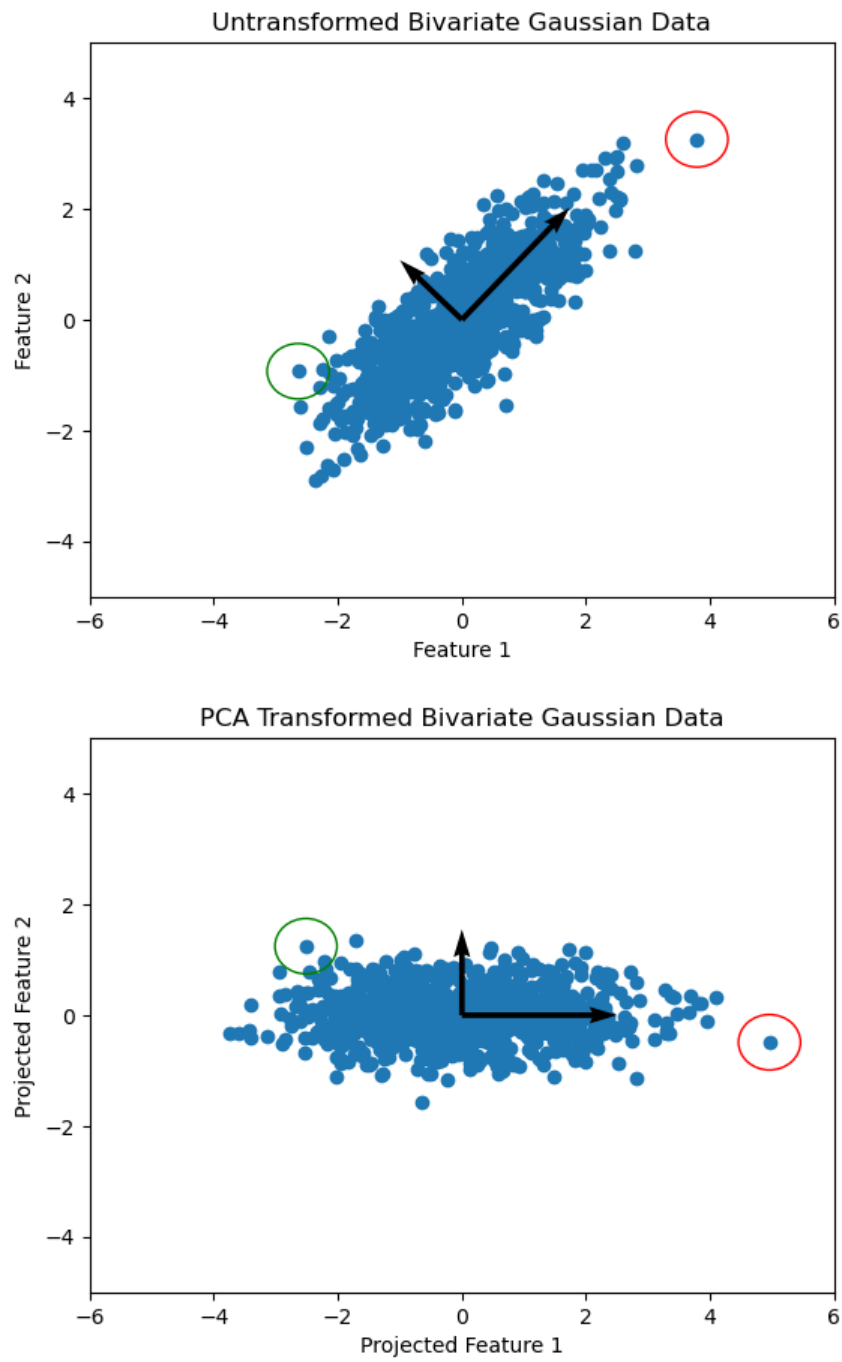 Untransformed Bivariate Gaussian Data
4
2
0
−2
−4
Feature 2
−6 −4 −2 0 2 4 6
Feature 1
PCA Transformed Bivariate Gaussian Data
4
2
0
−2
−4
Projected Feature 2
−6 −4 −2 0 2 4 6
Projected Feature 1